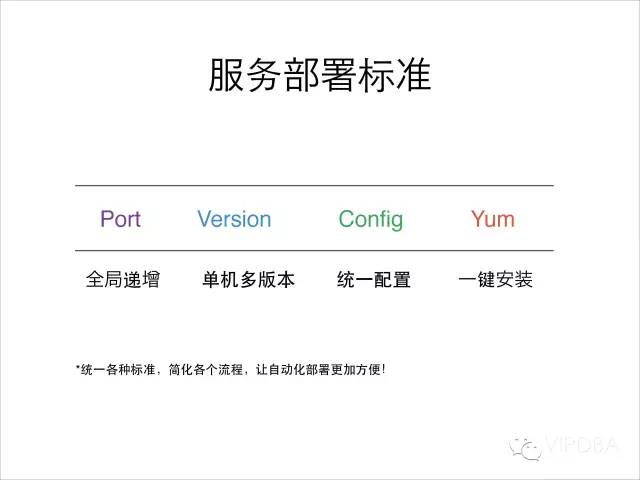 服务部署标准
Port Version Config Yum
全局递增 单机多版本 统一配置 一键安装
*统一各种标准，简化各个流程，让自动化部署更加方便！
VIPDBA